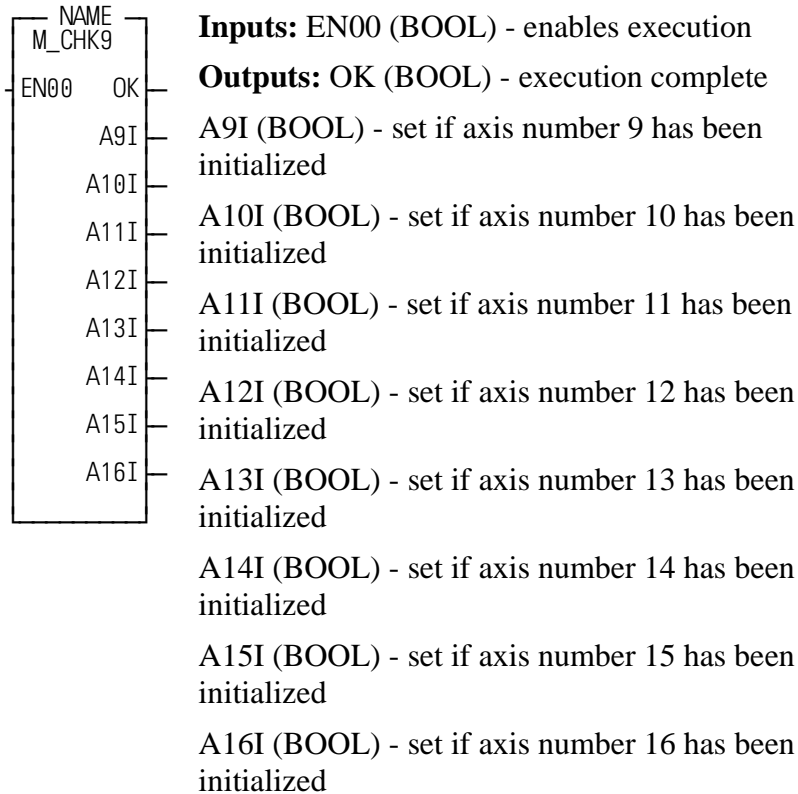 NAME
M_CHK9
EN00 OK
A9I
A10I
A11I
A12I
A13I
A14I
A15I
A16I
Inputs: EN00 (BOOL) - enables execution
Outputs: OK (BOOL) - execution complete
A9I (BOOL) - set if axis number 9 has been
initialized
A10I (BOOL) - set if axis number 10 has been
initialized
A11I (BOOL) - set if axis number 11 has been
initialized
A12I (BOOL) - set if axis number 12 has been
initialized
A13I (BOOL) - set if axis number 13 has been
initialized
A14I (BOOL) - set if axis number 14 has been
initialized
A15I (BOOL) - set if axis number 15 has been
initialized
A16I (BOOL) - set if axis number 16 has been
initialized